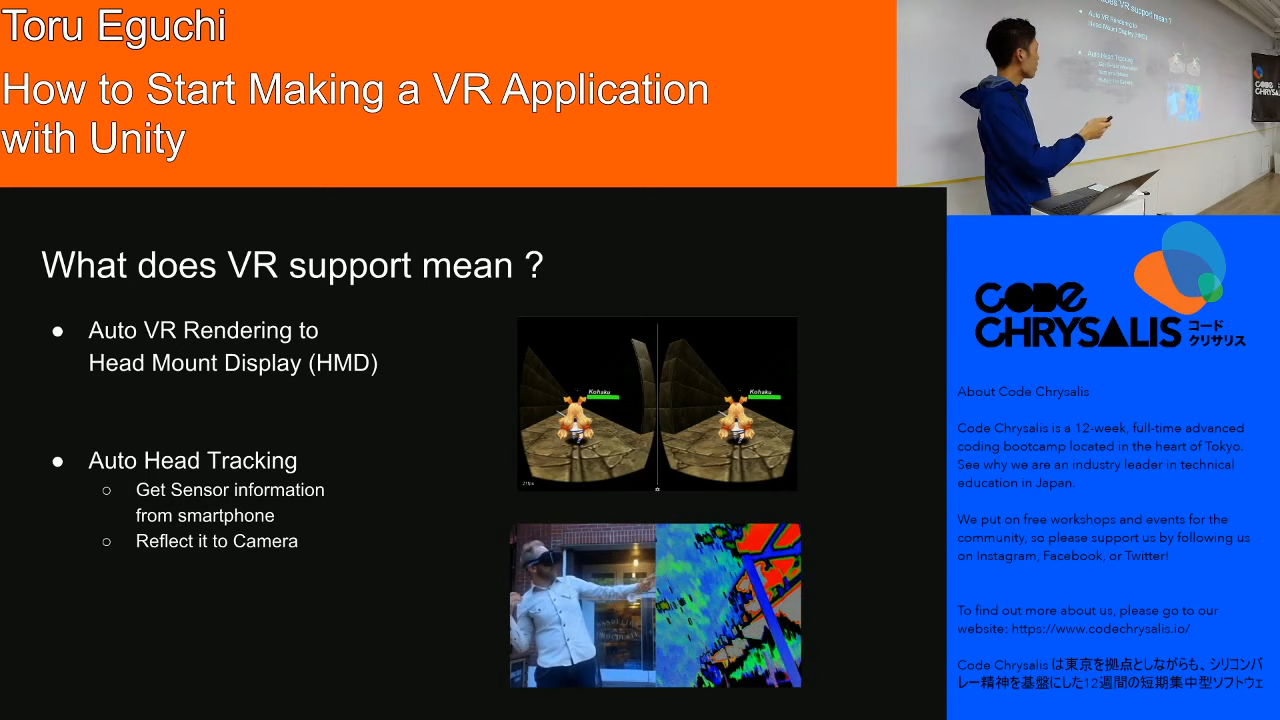 Toru Eguchi
How to Start Making a VR Application
with Unity
What does VR support mean ?
● Auto VR Rendering to
Head Mount Display (HMD)
● Auto Head Tracking
○ Get Sensor information
from smartphone
○ Reflect it to Camera
Kohaku
Kohaku
CODE
CHRYSALIS コード
クリサリス
About Code Chrysalis
Code Chrysalis is a 12-week, full-time advanced
coding bootcamp located in the heart of Tokyo.
See why we are an industry leader in technical
education in Japan.
We put on free workshops and events for the
community, so please support us by following us
on Instagram, Facebook, or Twitter!
To find out more about us, please go to our
website: https://www.codechrysalis.io/
Code Chrysalis は東京を拠点としながらも、シリコンバ
レー精神を基盤にした12週間の短期集中型ソフトウェ